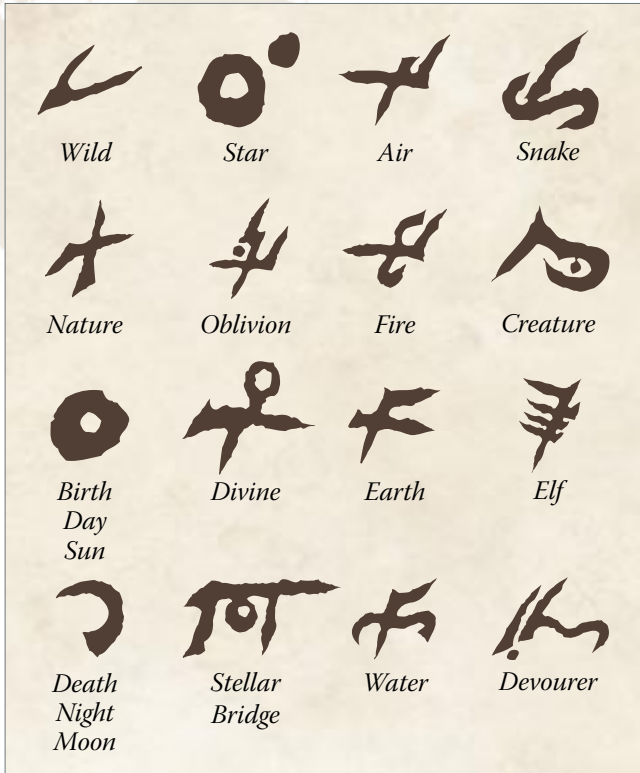 Wild Star Air Snake
Nature Oblivion Fire Creature
Birth Divine Earth Elf
Day
Sun
Death Stellar Water Devourer
Night Bridge
Moon